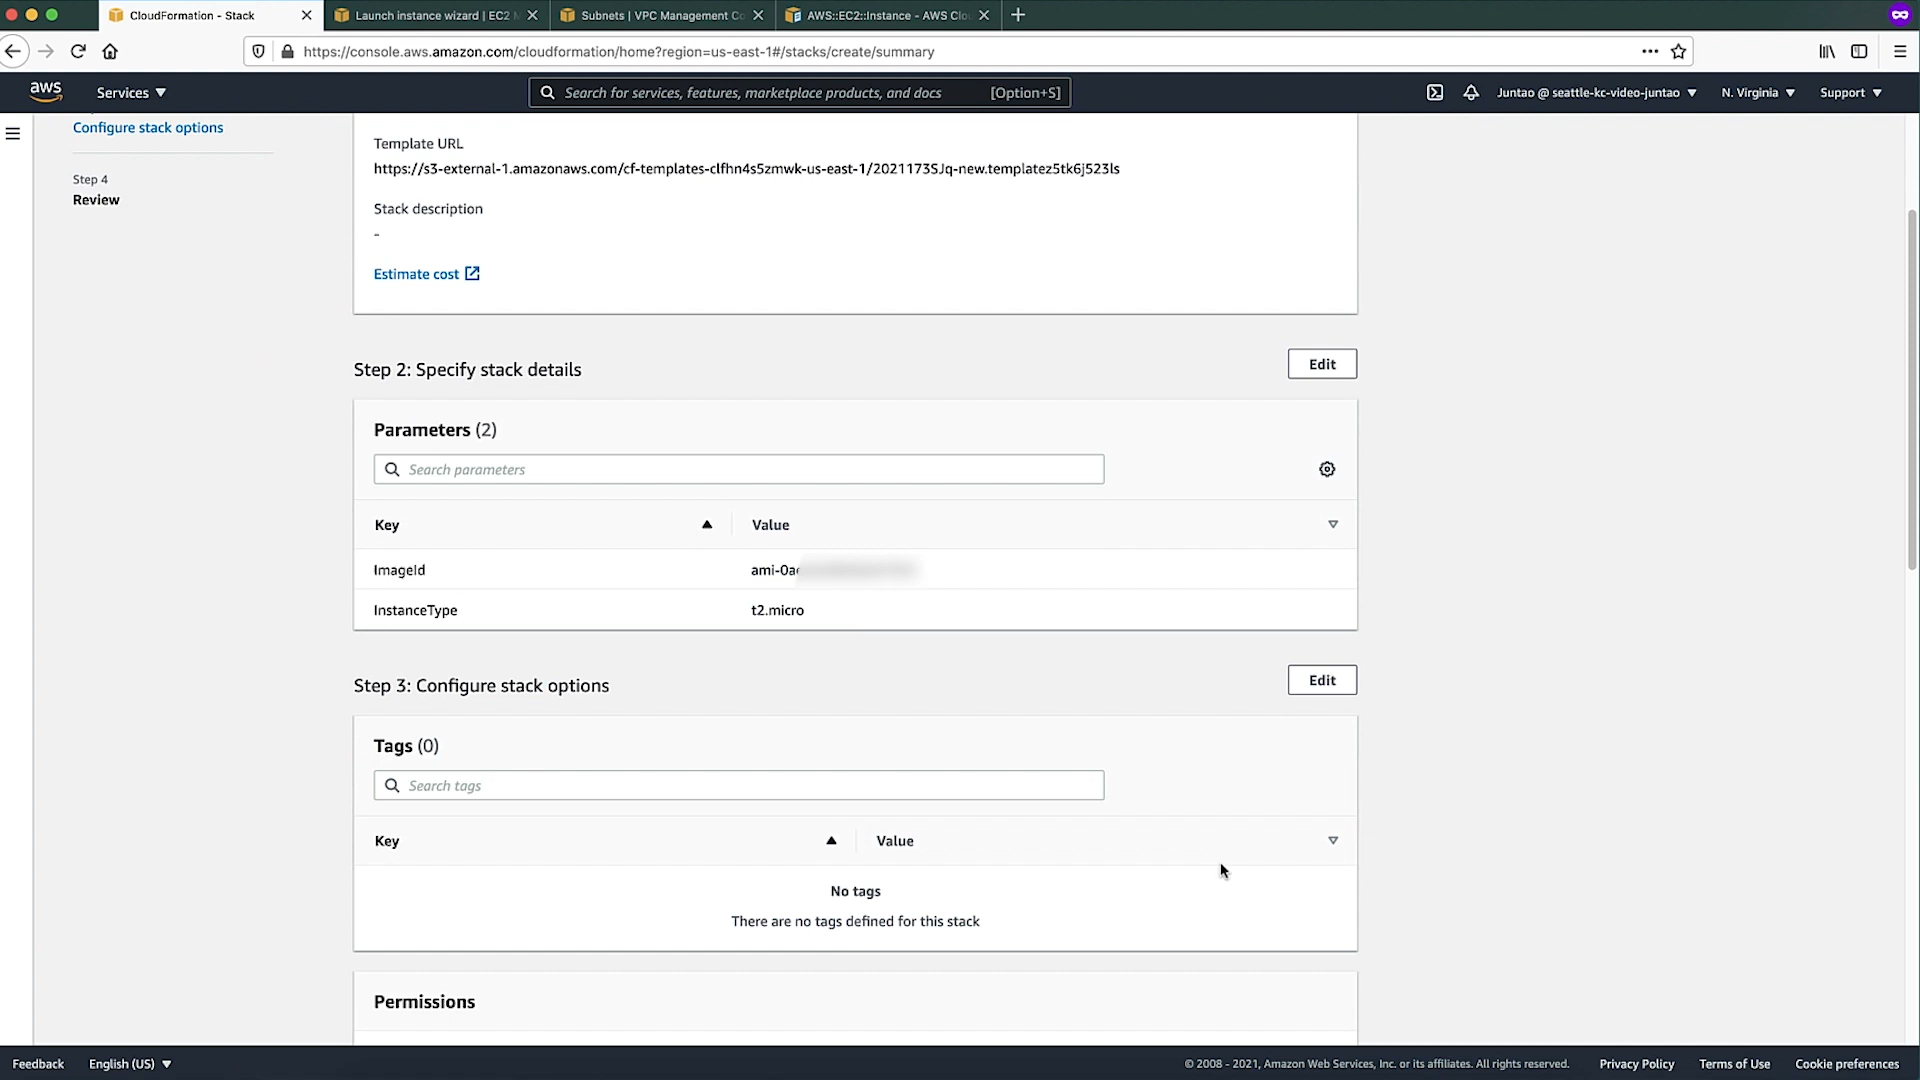 CloudFormation - Stack
Launch instance wizard | EC2 M
Subnets | VPC Management Co
AWS::EC2::Instance - AWS Clo
https://console.aws.amazon.com/cloudformation/home?region=us-east-1#/stacks/create/summary
aws
Services
Search for services, features, marketplace products, and docs
[Option+S]
Juntao @ seattle-kc-video-juntao
N. Virginia
Support
Configure stack options
Step 4
Review
Template URL
https://s3-external-1.amazonaws.com/cf-templates-clfhn4s5zmwk-us-east-1/2021173SJq-new.templatez5tk6j523ls
Stack description
-
Estimate cost
Step 2: Specify stack details
Edit
Parameters (2)
Search parameters
Key
Value
ImageId
ami-0a
InstanceType
t2.micro
Step 3: Configure stack options
Edit
Tags (0)
Search tags
Key
Value
No tags
There are no tags defined for this stack
Permissions
Feedback
English (US)
© 2008 - 2021, Amazon Web Services, Inc. or its affiliates. All rights reserved.
Privacy Policy
Terms of Use
Cookie preferences